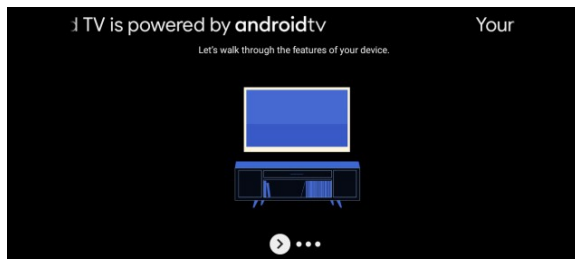 TV is powered by androidtv Your
Let's walk through the features of your device.